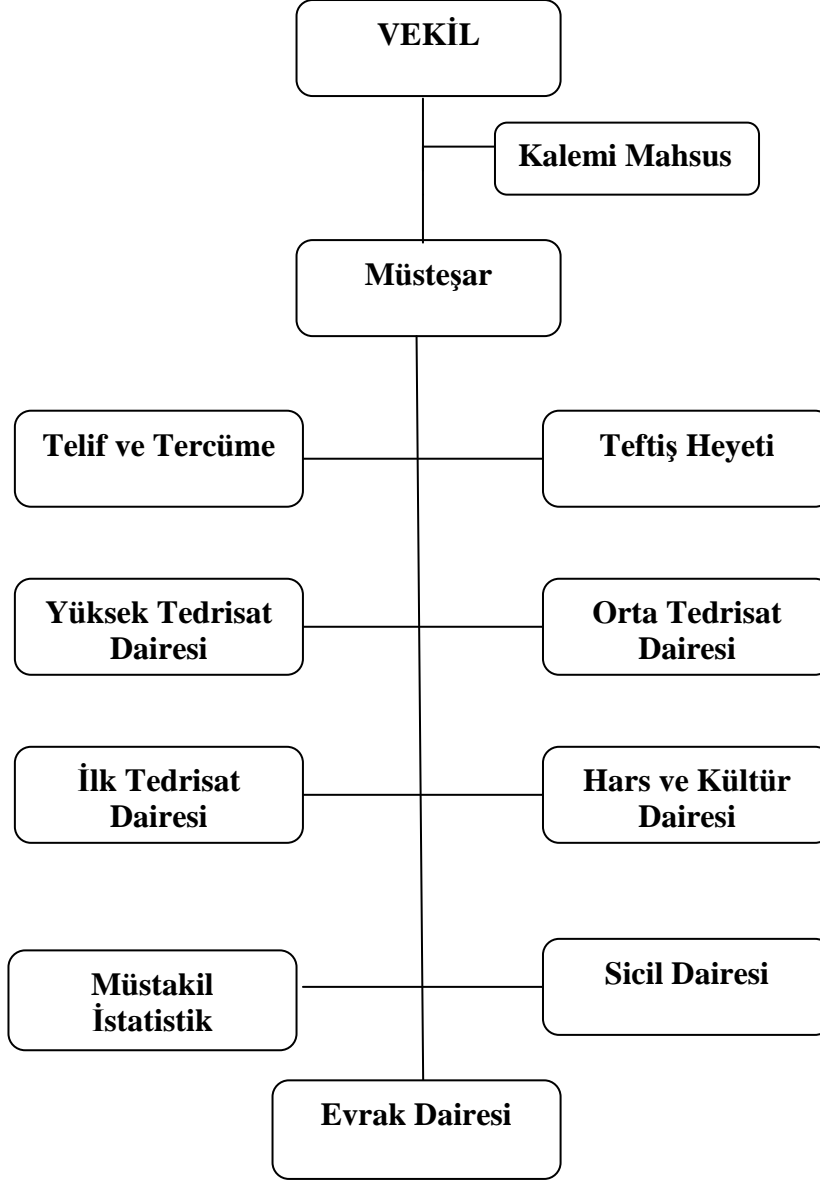 VEKİL
Kalemi Mahsus
Müsteşar
Telif ve Tercüme
Teftiş Heyeti
Yüksek Tedrisat
Dairesi
Orta Tedrisat
Dairesi
İlk Tedrisat
Dairesi
Hars ve Kültür
Dairesi
Müstakil
İstatistik
Sicil Dairesi
Evrak Dairesi